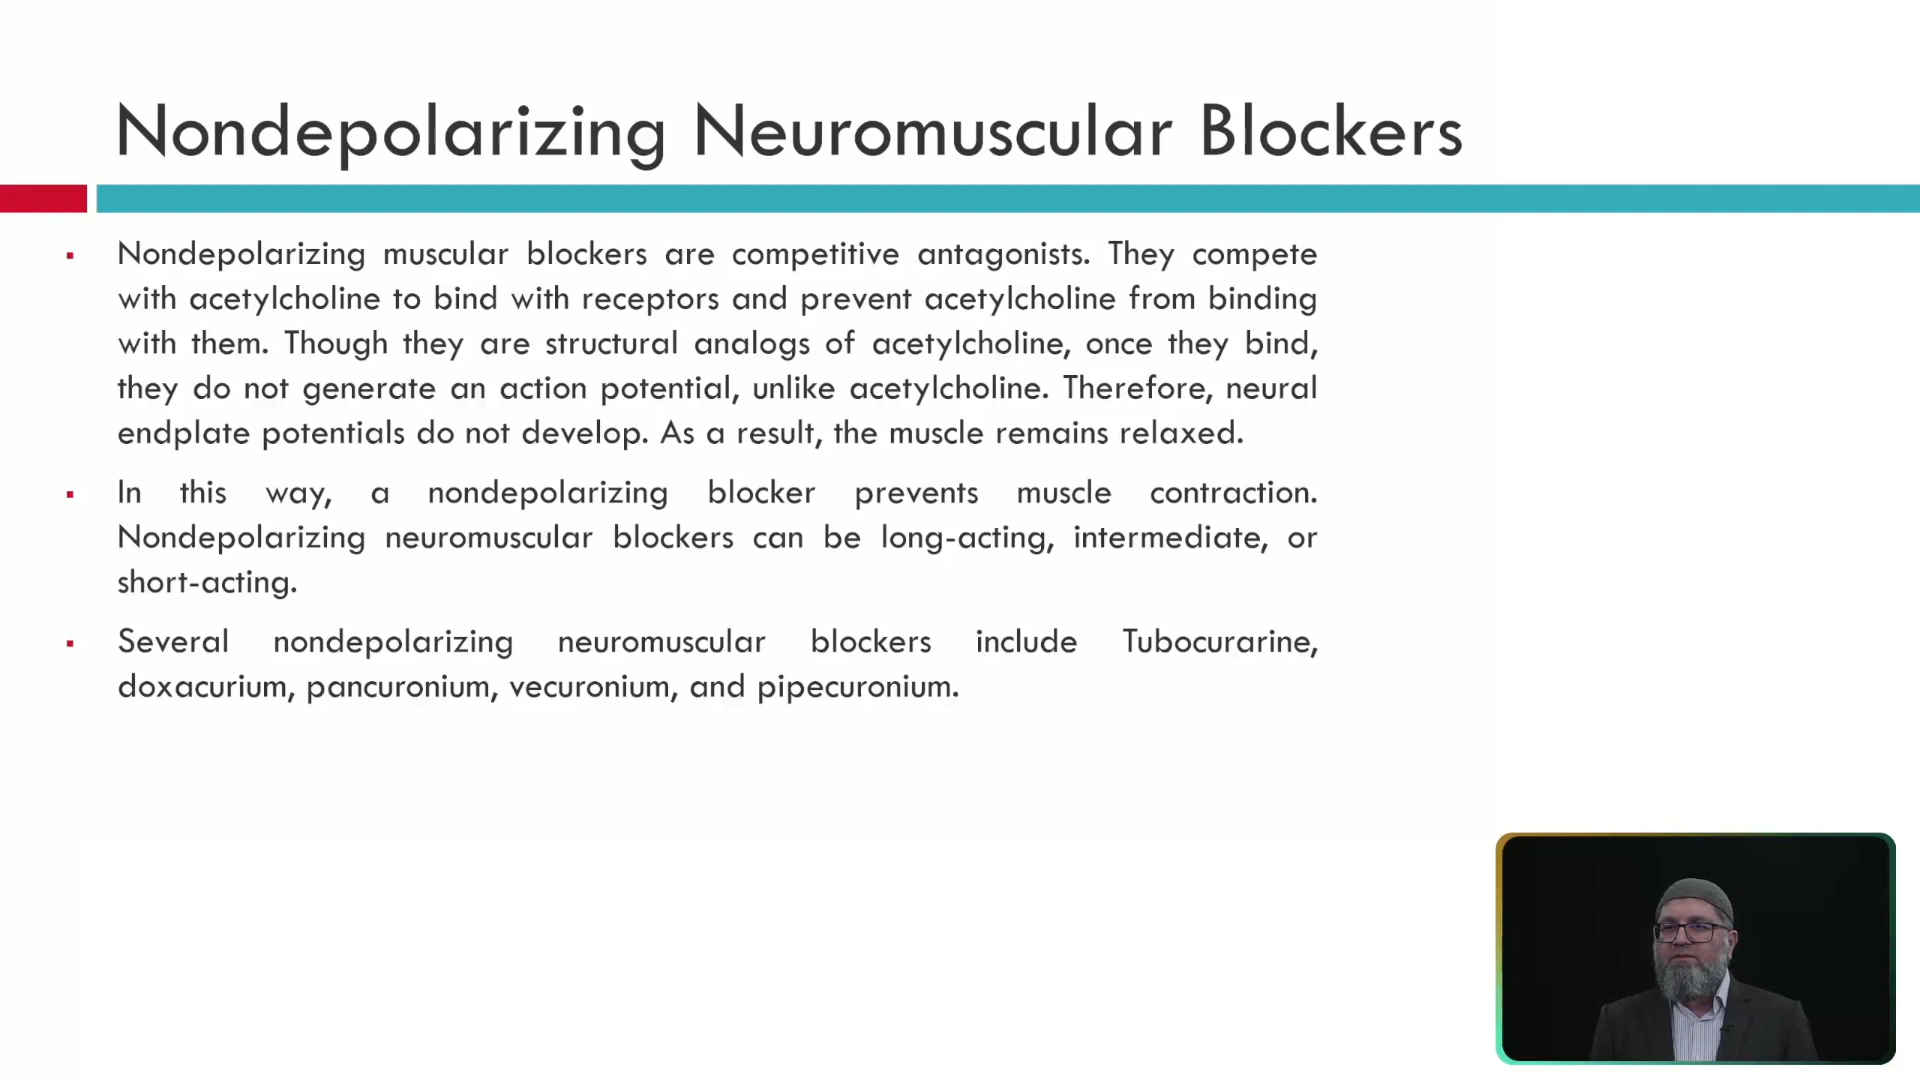 Nondepolarizing Neuromuscular Blockers
Nondepolarizing muscular blockers are competitive antagonists. They compete
with acetylcholine to bind with receptors and prevent acetylcholine from binding
with them. Though they are structural analogs of acetylcholine, once they bind,
they do not generate an action potential, unlike acetylcholine. Therefore, neural
endplate potentials do not develop. As a result, the muscle remains relaxed.
In this way, a nondepolarizing blocker prevents muscle contraction.
Nondepolarizing neuromuscular blockers can be long-acting, intermediate, or
short-acting.
Several nondepolarizing neuromuscular blockers include Tubocurarine,
doxacurium, pancuronium, vecuronium, and pipecuronium.